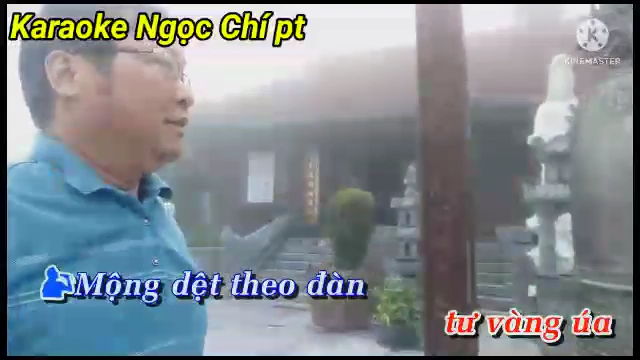 Karaoke Ngọc Chí pt
KINEMASTER
Mộng dệt theo đàn
tư vàng úa